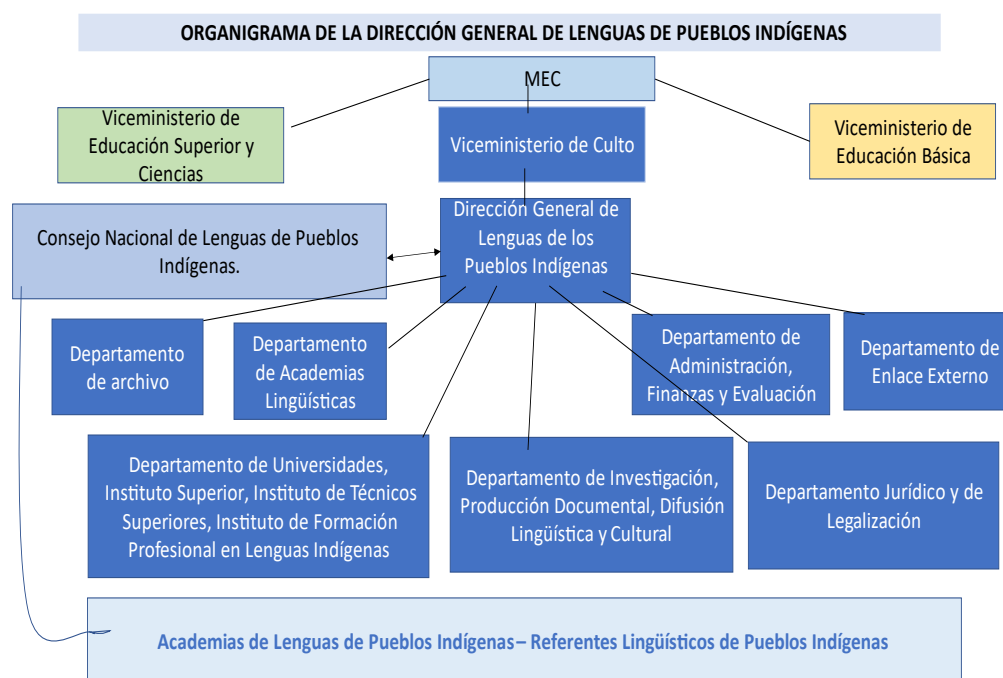 ORGANIGRAMA DE LA DIRECCIÓN GENERAL DE LENGUAS DE PUEBLOS INDÍGENAS
MEC
Viceministerio de
Educación Superior y
Ciencias
Viceministerio de Culto
Viceministerio de
Educación Básica
Consejo Nacional de Lenguas de Pueblos
Indígenas.
Dirección General de
Lenguas de los
Pueblos Indígenas
Departamento
de archivo
Departamento
de Academias
Lingüísticas
Departamento de
Administración,
Finanzas y Evaluación
Departamento de
Enlace Externo
Departamento de Universidades,
Instituto Superior, Instituto de Técnicos
Superiores, Instituto de Formación
Profesional en Lenguas Indígenas
Departamento de Investigación,
Producción Documental, Difusión
Lingüística y Cultural
Departamento Jurídico y de
Legalización
Academias de Lenguas de Pueblos Indígenas – Referentes Lingüísticos de Pueblos Indígenas